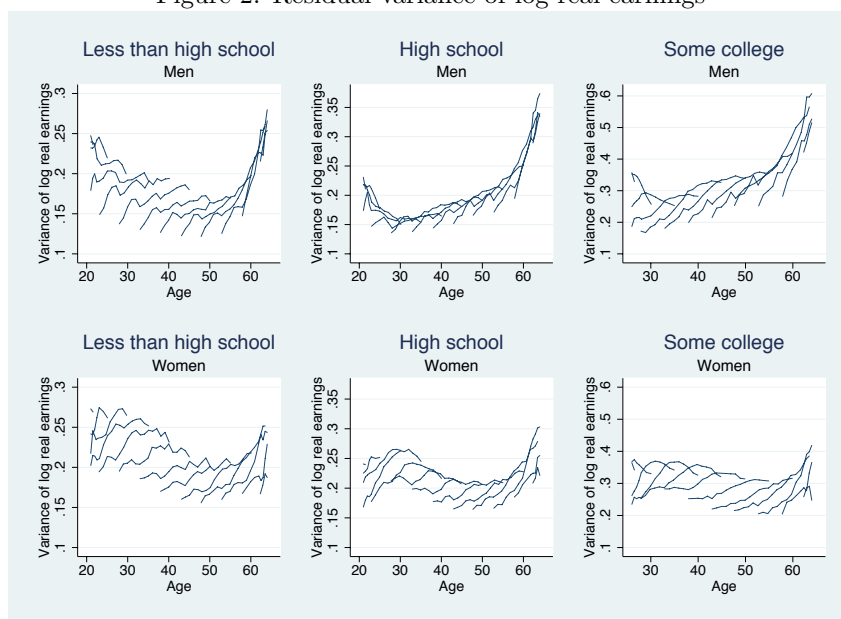 Figure 2: Residual variance of log real earnings
Less than high school
Men
Variance of log real earnings
.1 .15 .2 .25 .3
20 30 40 50 60
Age
High school
Men
Variance of log real earnings
.1 .15 .2 .25 .3 .35
20 30 40 50 60
Age
Some college
Men
Variance of log real earnings
.1 .2 .3 .4 .5 .6
30 40 50 60
Age
Less than high school
Women
Variance of log real earnings
.1 .15 .2 .25 .3
20 30 40 50 60
Age
High school
Women
Variance of log real earnings
.1 .15 .2 .25 .3 .35
20 30 40 50 60
Age
Some college
Women
Variance of log real earnings
.1 .2 .3 .4 .5 .6
30 40 50 60
Age